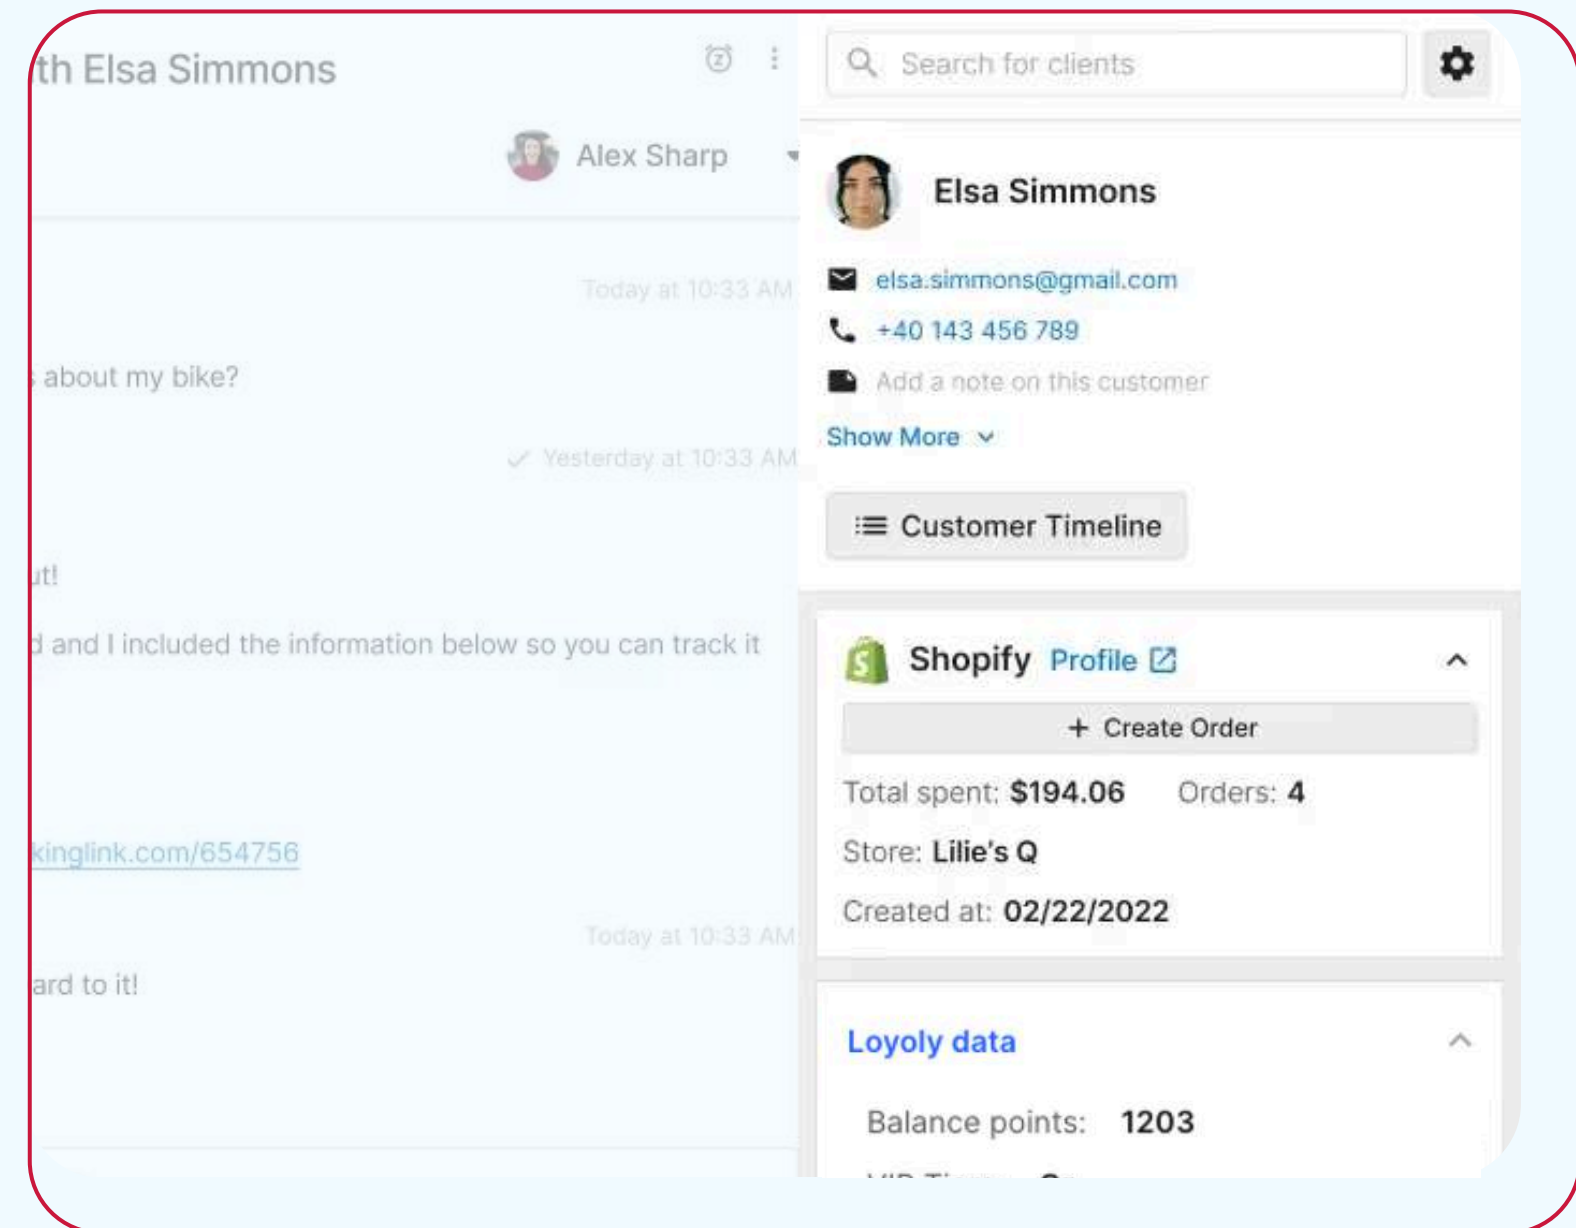 th Elsa Simmons
Alex Sharp
Today at 10:33 AM
about my bike?
Yesterday at 10:33 AM
ut!
d and I included the information below so you can track it
kinglink.com/654756
Today at 10:33 AM
ard to it!
Search for clients
Elsa Simmons
elsa.simmons@gmail.com
+40 143 456 789
Add a note on this customer
Show More
Customer Timeline
Shopify Profile
+ Create Order
Total spent: $194.06 Orders: 4
Store: Lilie's Q
Created at: 02/22/2022
Loyoly data
Balance points: 1203